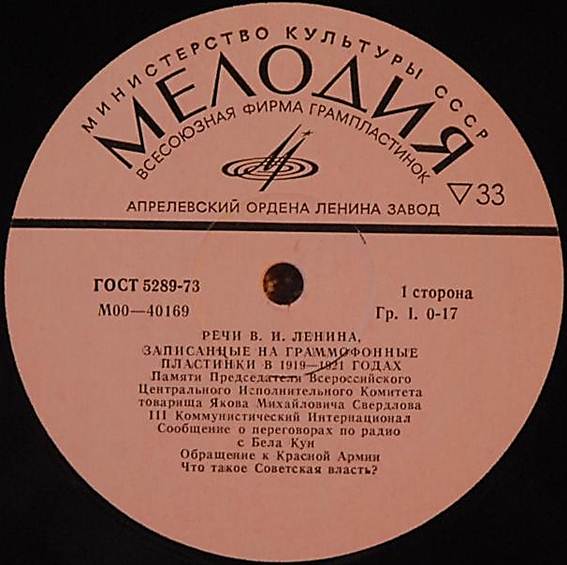 МИНИСТЕРСТВО КУЛЬТУРЫ СССР
МЕЛОДИЯ
ВСЕСОЮЗНАЯ ФИРМА ГРАМПЛАСТИНОК
АПРЕЛЕВСКИЙ ОРДЕНА ЛЕНИНА ЗАВОД
33
ГОСТ 5289-73
М00—40169
1 сторона
Гр. I. 0-17
РЕЧИ В. И. ЛЕНИНА,
ЗАПИСАННЫЕ НА ГРАММОФОННЫЕ
ПЛАСТИНКИ В 1919—1921 ГОДАХ
Памяти Председателя Всероссийского
Центрального Исполнительного Комитета
товарища Якова Михайловича Свердлова
III Коммунистический Интернационал
Сообщение о переговорах по радио
с Бела Кун
Обращение к Красной Армии
Что такое Советская власть?